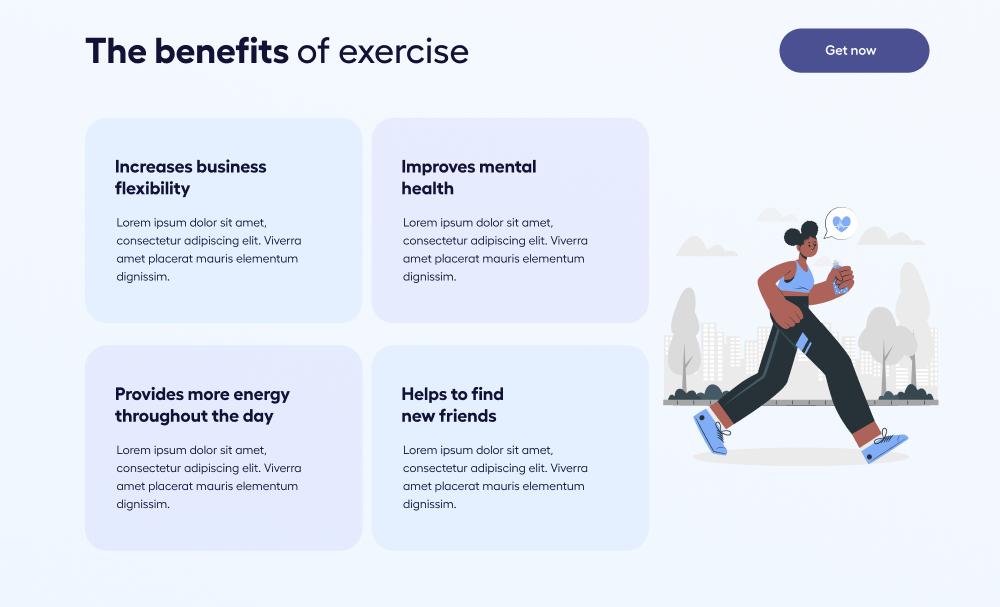 The benefits of exercise
Get now
Increases business
flexibility
Lorem ipsum dolor sit amet,
consectetur adipiscing elit. Viverra
amet placerat mauris elementum
dignissim.
Improves mental
health
Lorem ipsum dolor sit amet,
consectetur adipiscing elit. Viverra
amet placerat mauris elementum
dignissim.
Provides more energy
throughout the day
Lorem ipsum dolor sit amet,
consectetur adipiscing elit. Viverra
amet placerat mauris elementum
dignissim.
Helps to find
new friends
Lorem ipsum dolor sit amet,
consectetur adipiscing elit. Viverra
amet placerat mauris elementum
dignissim.